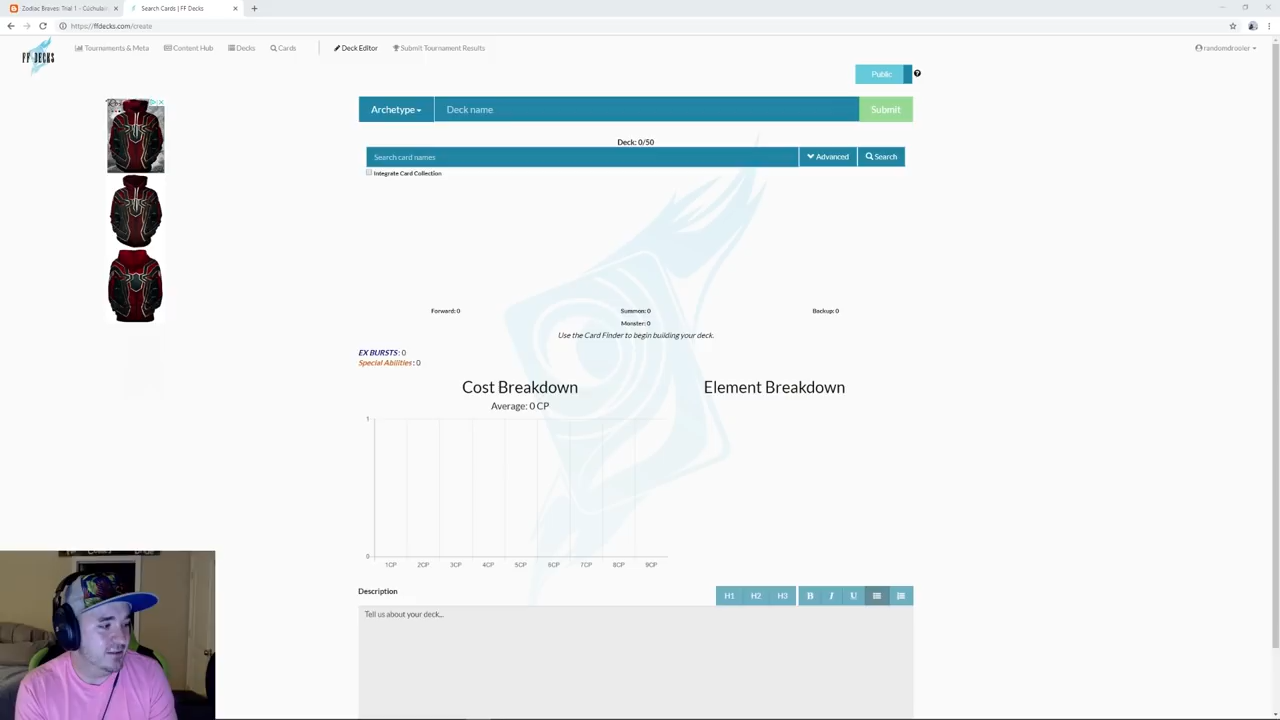 Zodiac Braves: Trial 1 - Cúchulai
Search Cards | FF Decks
https://ffdecks.com/create
FF DECKS
Tournaments & Meta
Content Hub
Decks
Cards
Deck Editor
Submit Tournament Results
randomdrooler
Public
Archetype
Deck name
Submit
Deck: 0/50
Search card names
Advanced
Search
Integrate Card Collection
Forward: 0
Summon: 0
Backup: 0
Monster: 0
Use the Card Finder to begin building your deck.
EX BURSTS: 0
Special Abilities: 0
Cost Breakdown
Element Breakdown
Average: 0 CP
1
0
1CP 2CP 3CP 4CP 5CP 6CP 7CP 8CP 9CP
Description
H1 H2 H3 B I U
Tell us about your deck...